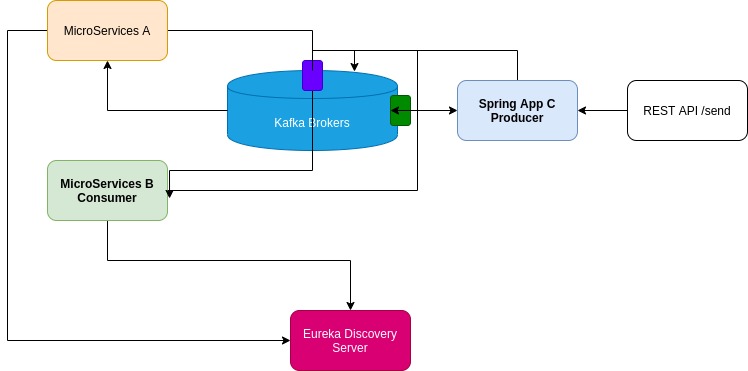 MicroServices A
Kafka Brokers
Spring App C
Producer
REST API /send
MicroServices B
Consumer
Eureka Discovery
Server